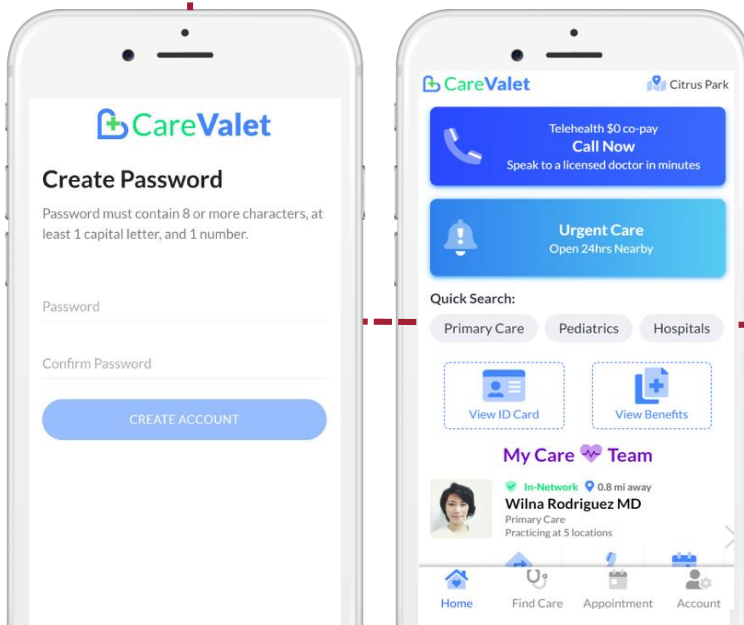 CareValet
Create Password
Password must contain 8 or more characters, at
least 1 capital letter, and 1 number.
Password
Confirm Password
CREATE ACCOUNT
CareValet
Citrus Park
Telehealth $0 co-pay
Call Now
Speak to a licensed doctor in minutes
Urgent Care
Open 24hrs Nearby
Quick Search:
Primary Care
Pediatrics
Hospitals
View ID Card
View Benefits
My Care Team
In-Network
0.8 mi away
Wilna Rodriguez MD
Primary Care
Practicing at 5 locations
Home
Find Care
Appointment
Account